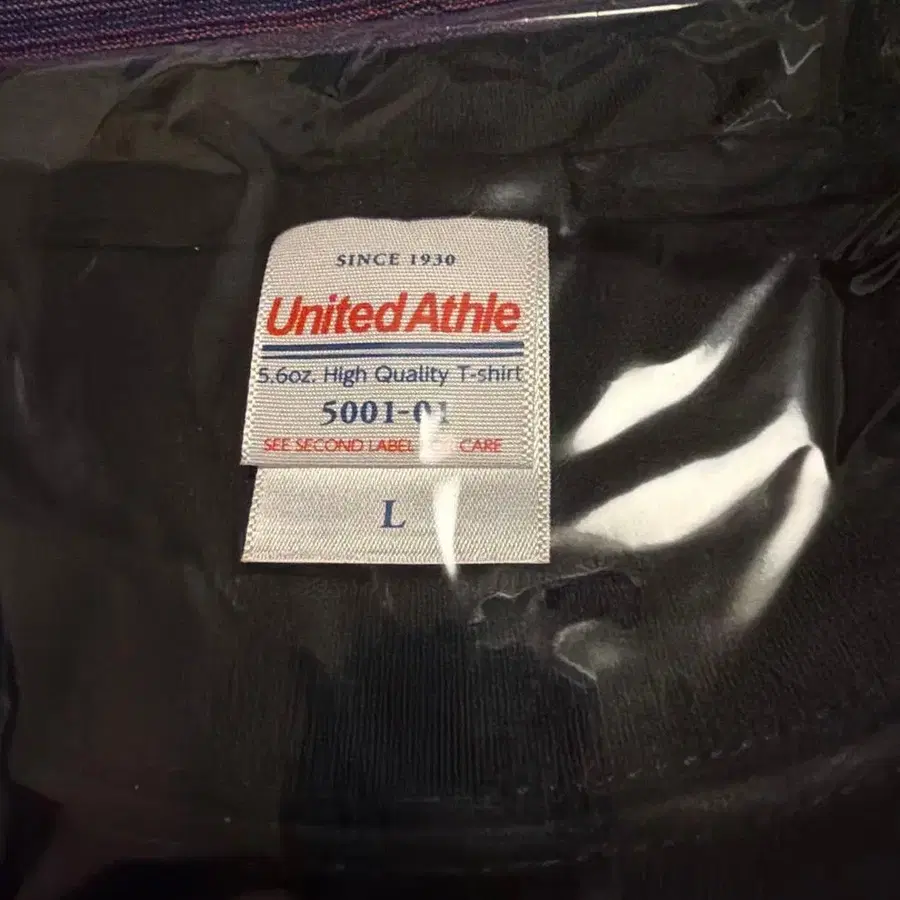 SINCE 1930
United Athle
5.6oz. High Quality T-shirt
5001-01
SEE SECOND LABEL CARE
L